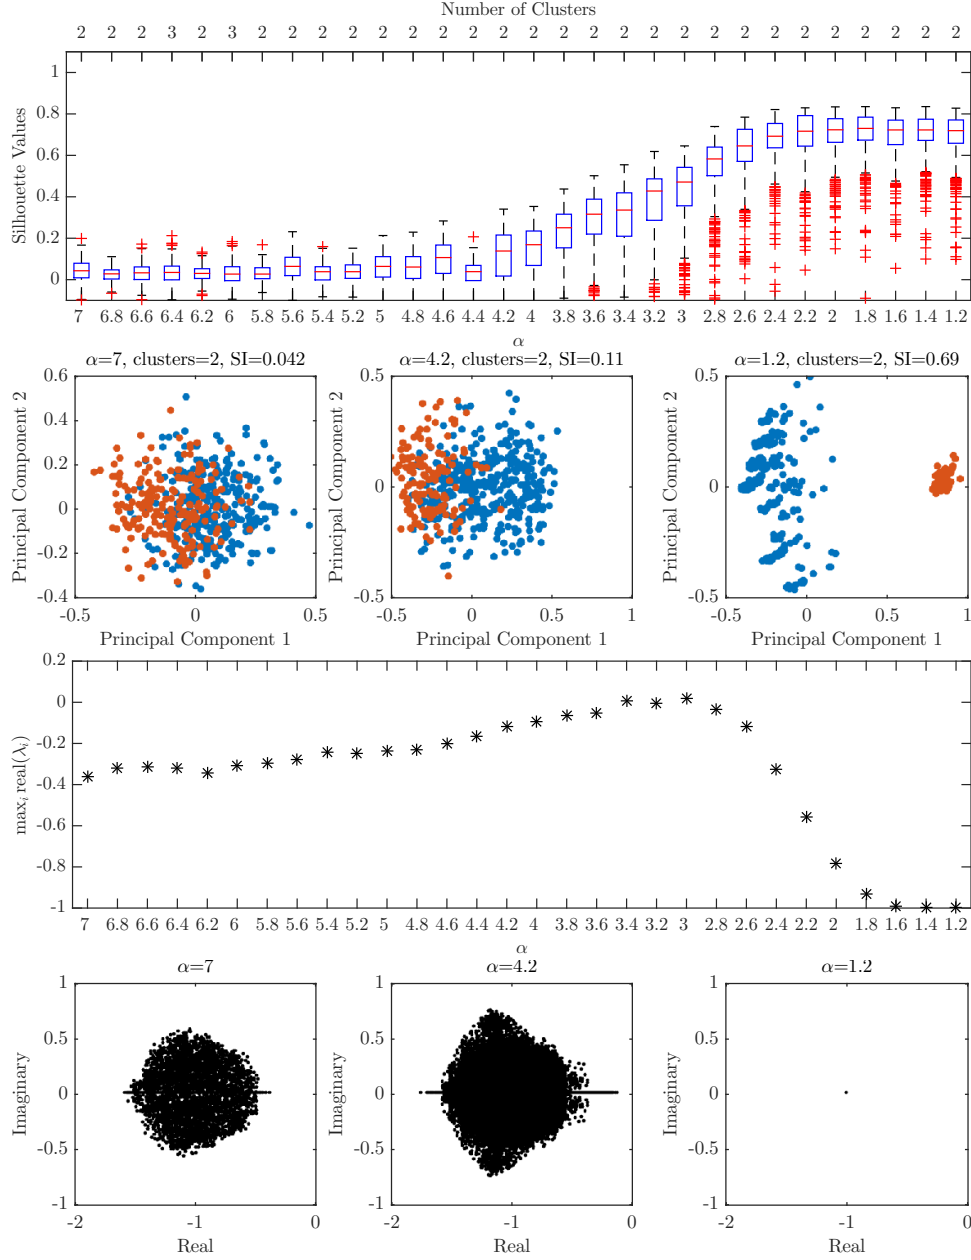 Number of Clusters
2 2 2 3 2 3 2 2 2 2 2 2 2 2 2 2 2 2 2 2 2 2 2 2 2 2 2 2 2 2
1
0.8
0.6
0.4
0.2
0
Sillhouette Values
7 6.8 6.6 6.4 6.2 6 5.8 5.6 5.4 5.2 5 4.8 4.6 4.4 4.2 4 3.8 3.6 3.4 3.2 3 2.8 2.6 2.4 2.2 2 1.8 1.6 1.4 1.2
α
α=7, clusters=2, SI=0.042
0.6
0.4
0.2
0
-0.2
-0.4
Principal Component 2
-0.5 0 0.5
Principal Component 1
α=4.2, clusters=2, SI=0.11
0.5
0
-0.5
Principal Component 2
-0.5 0 0.5 1
Principal Component 1
α=1.2, clusters=2, SI=0.69
0.5
0
-0.5
Principal Component 2
-0.5 0 0.5 1
Principal Component 1
0.2
0
-0.2
-0.4
-0.6
-0.8
-1
max_i real(λ_i)
7 6.8 6.6 6.4 6.2 6 5.8 5.6 5.4 5.2 5 4.8 4.6 4.4 4.2 4 3.8 3.6 3.4 3.2 3 2.8 2.6 2.4 2.2 2 1.8 1.6 1.4 1.2
α
α=7
1
0.5
0
-0.5
-1
Imaginary
-2 -1 0
Real
α=4.2
1
0.5
0
-0.5
-1
Imaginary
-2 -1 0
Real
α=1.2
1
0.5
0
-0.5
-1
Imaginary
-2 -1 0
Real